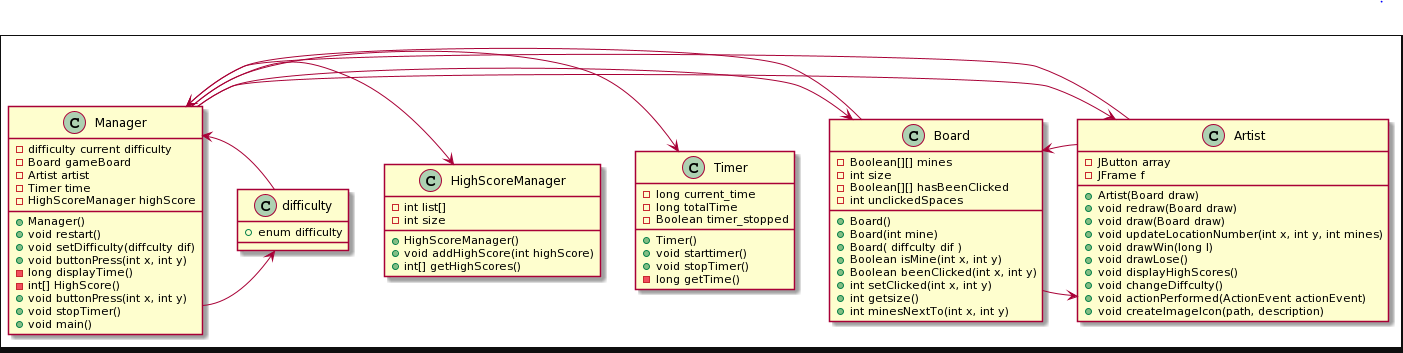 C Manager
difficulty current difficulty
Board gameBoard
Artist artist
Timer time
HighScoreManager highScore
Manager()
void restart()
void setDifficulty(diffculty dif)
void buttonPress(int x, int y)
long displayTime()
int[] HighScore()
void buttonPress(int x, int y)
void stopTimer()
void main()
C difficulty
enum difficulty
C HighScoreManager
int list[]
int size
HighScoreManager()
void addHighScore(int highScore)
int[] getHighScores()
C Timer
long current_time
long totalTime
Boolean timer_stopped
Timer()
void starttimer()
void stopTimer()
long getTime()
C Board
Boolean[][] mines
int size
Boolean[][] hasBeenClicked
int unclickedSpaces
Board()
Board(int mine)
Board( diffculty dif )
Boolean isMine(int x, int y)
Boolean beenClicked(int x, int y)
int setClicked(int x, int y)
int getsize()
int minesNextTo(int x, int y)
C Artist
JButton array
JFrame f
Artist(Board draw)
void redraw(Board draw)
void draw(Board draw)
void updateLocationNumber(int x, int y, int mines)
void drawWin(long l)
void drawLose()
void displayHighScores()
void changeDiffculty()
void actionPerformed(ActionEvent actionEvent)
void createImageIcon(path, description)